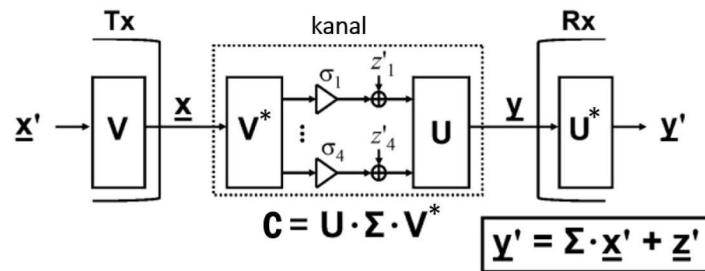 Tx kanal Rx
σ1 z'1
x' V x V* ... U y U* y'
σ4 z'4
C = U · Σ · V*
y' = Σ · x' + z'